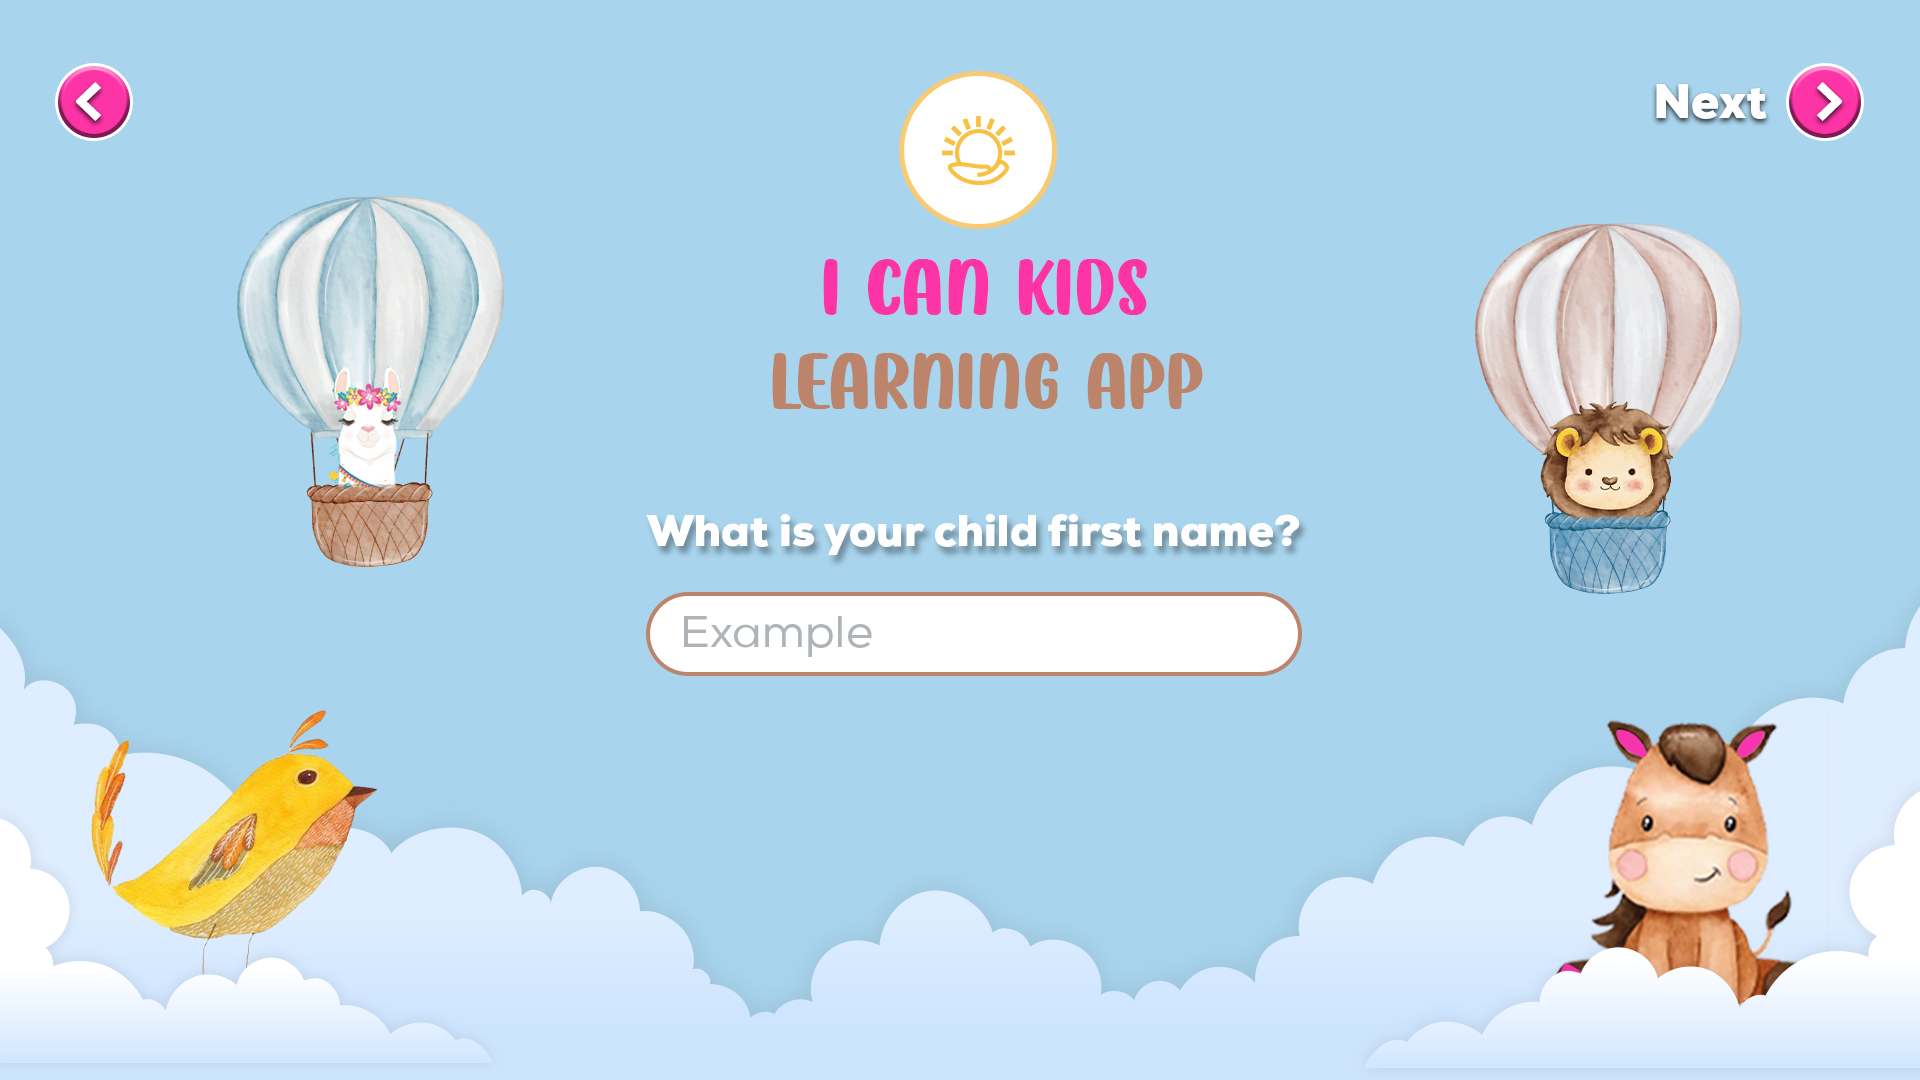 Next
I CAN KIDS
LEARNING APP
What is your child first name?
Example